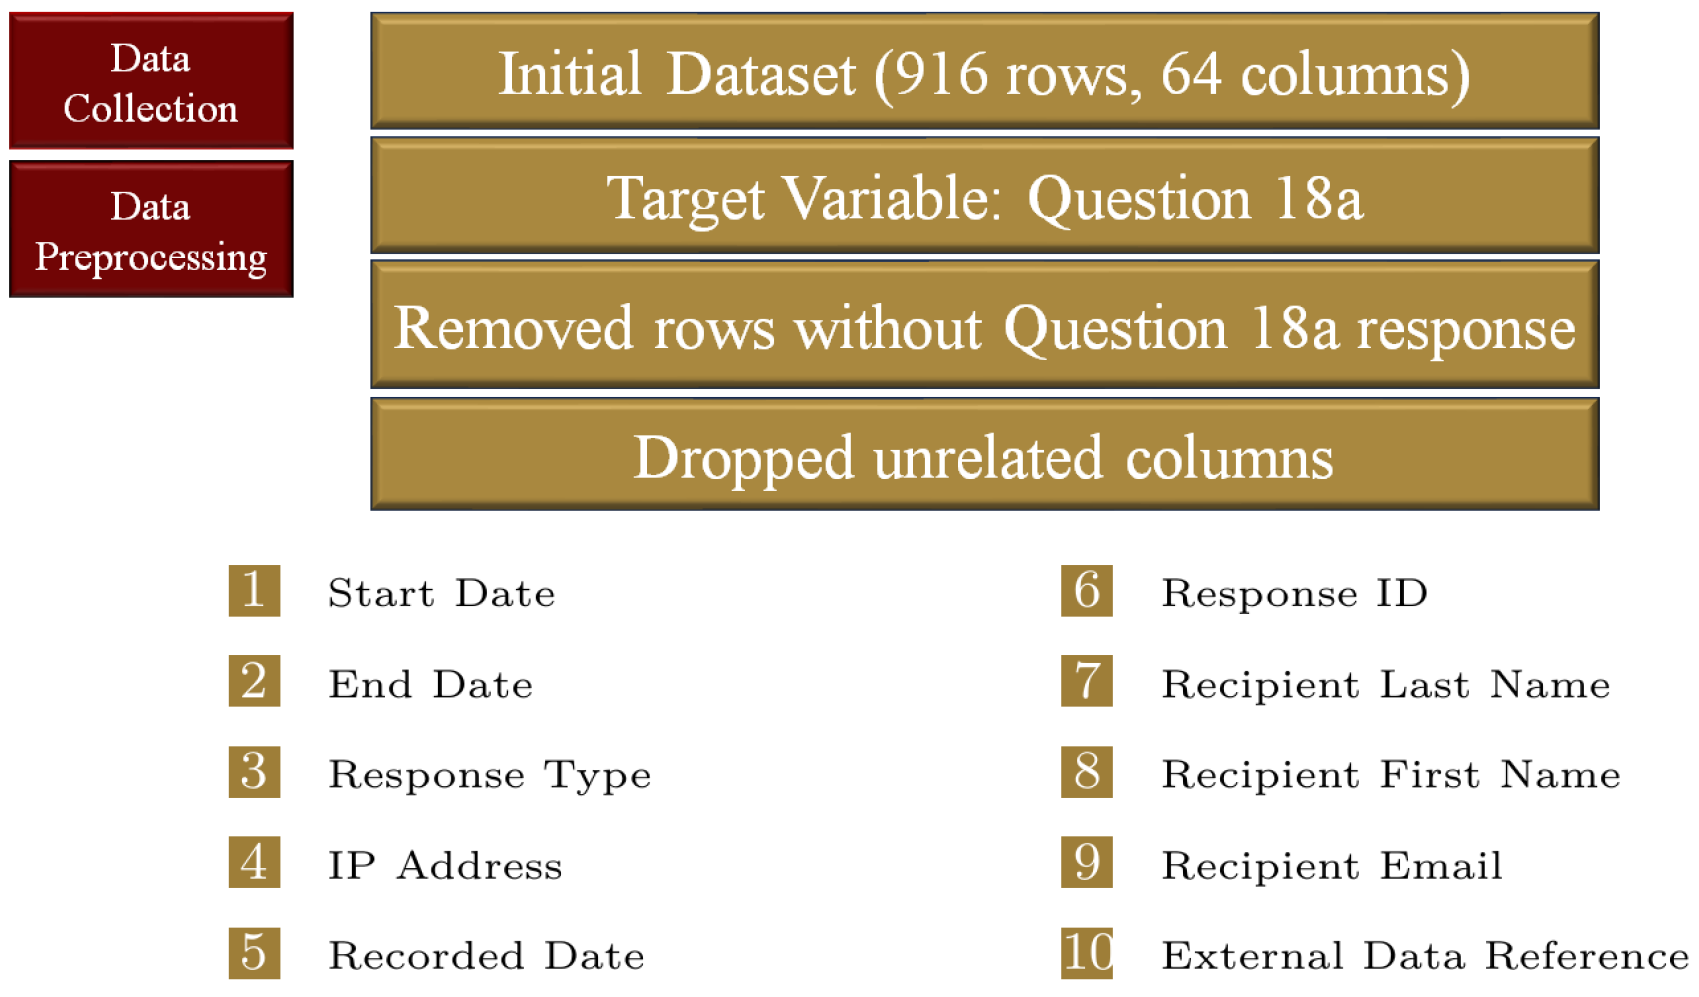 Data
Collection
Data
Preprocessing
Initial Dataset (916 rows, 64 columns)
Target Variable: Question 18a
Removed rows without Question 18a response
Dropped unrelated columns
1 Start Date
2 End Date
3 Response Type
4 IP Address
5 Recorded Date
6 Response ID
7 Recipient Last Name
8 Recipient First Name
9 Recipient Email
10 External Data Reference